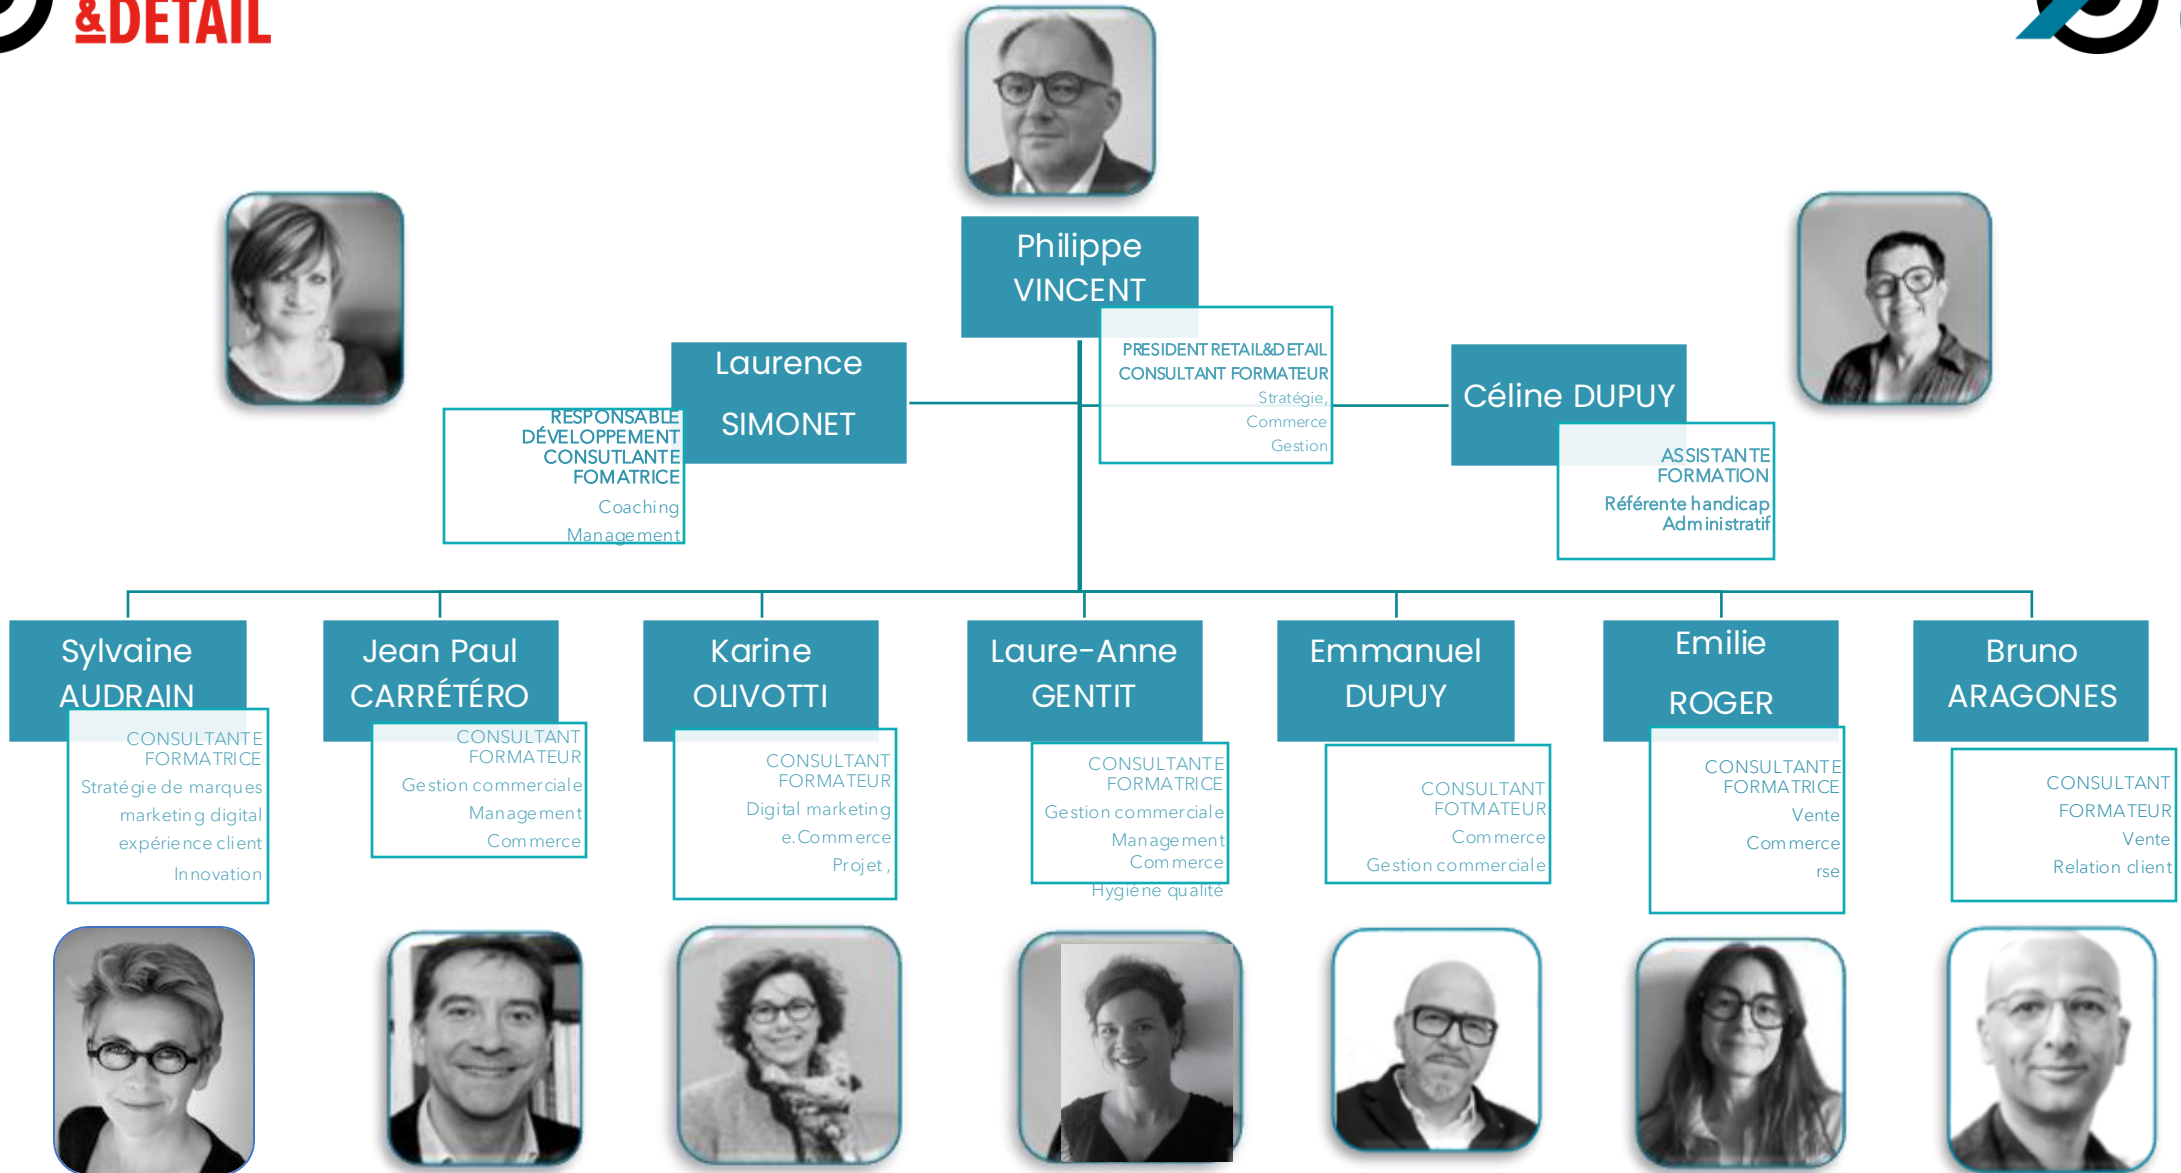 &DETAIL
Philippe
VINCENT
PRESIDENT RETAIL&DETAIL
CONSULTANT FORMATEUR
Stratégie,
Commerce
Gestion
Laurence
SIMONET
RESPONSABLE
DÉVELOPPEMENT
CONSUTLANTE
FOMATRICE
Coaching
Management
Céline DUPUY
ASSISTANTE
FORMATION
Référente handicap
Administratif
Sylvaine
AUDRAIN
CONSULTANTE
FORMATRICE
Stratégie de marques
marketing digital
expérience client
Innovation
Jean Paul
CARRÉTÉRO
CONSULTANT
FORMATEUR
Gestion commerciale
Management
Commerce
Karine
OLIVOTTI
CONSULTANT
FORMATEUR
Digital marketing
e.Commerce
Projet ,
Laure-Anne
GENTIT
CONSULTANTE
FORMATRICE
Gestion commerciale
Management
Commerce
Hygiène qualité
Emmanuel
DUPUY
CONSULTANT
FOTMATEUR
Commerce
Gestion commerciale
Emilie
ROGER
CONSULTANTE
FORMATRICE
Vente
Commerce
rse
Bruno
ARAGONES
CONSULTANT
FORMATEUR
Vente
Relation client